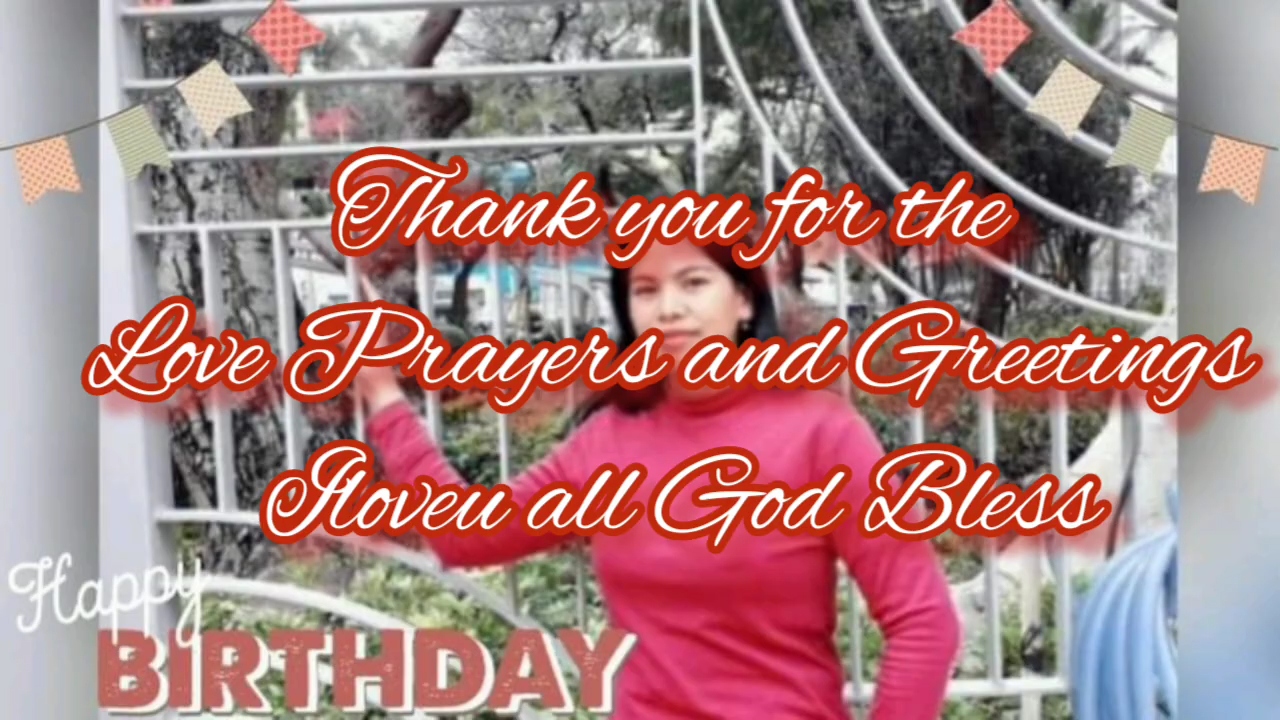 Thank you for the
Love Prayers and Greetings
Iloveu all God Bless
Happy
BIRTHDAY